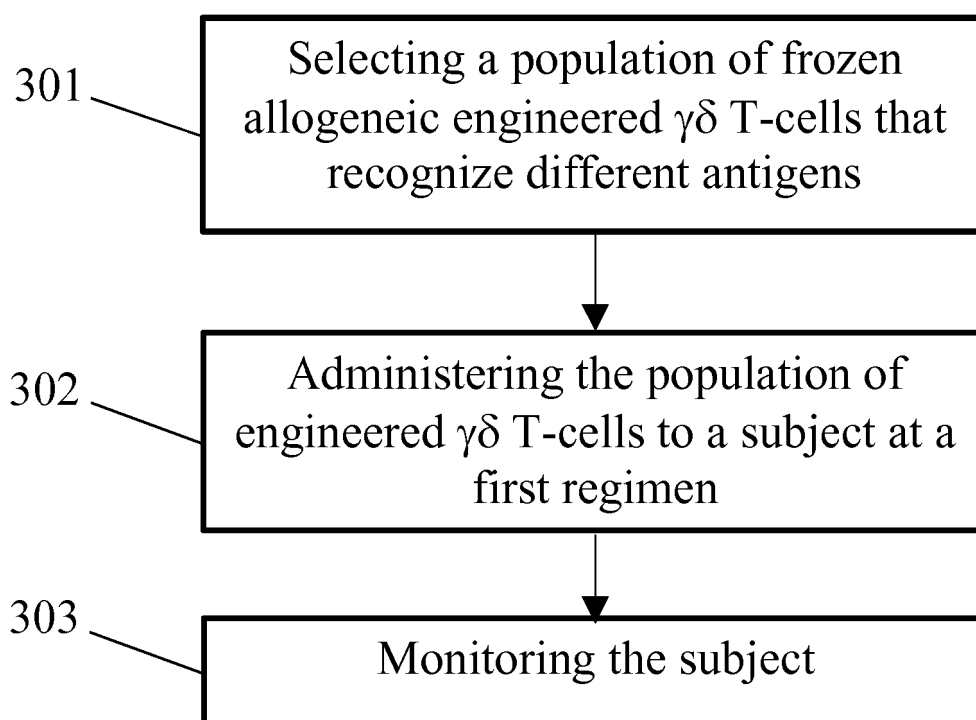 301
Selecting a population of frozen
allogeneic engineered γδ T-cells that
recognize different antigens
302
Administering the population of
engineered γδ T-cells to a subject at a
first regimen
303
Monitoring the subject